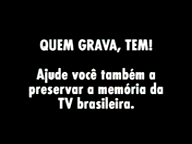 QUEM GRAVA, TEM!
Ajude você também a
preservar a memória da
TV brasileira.